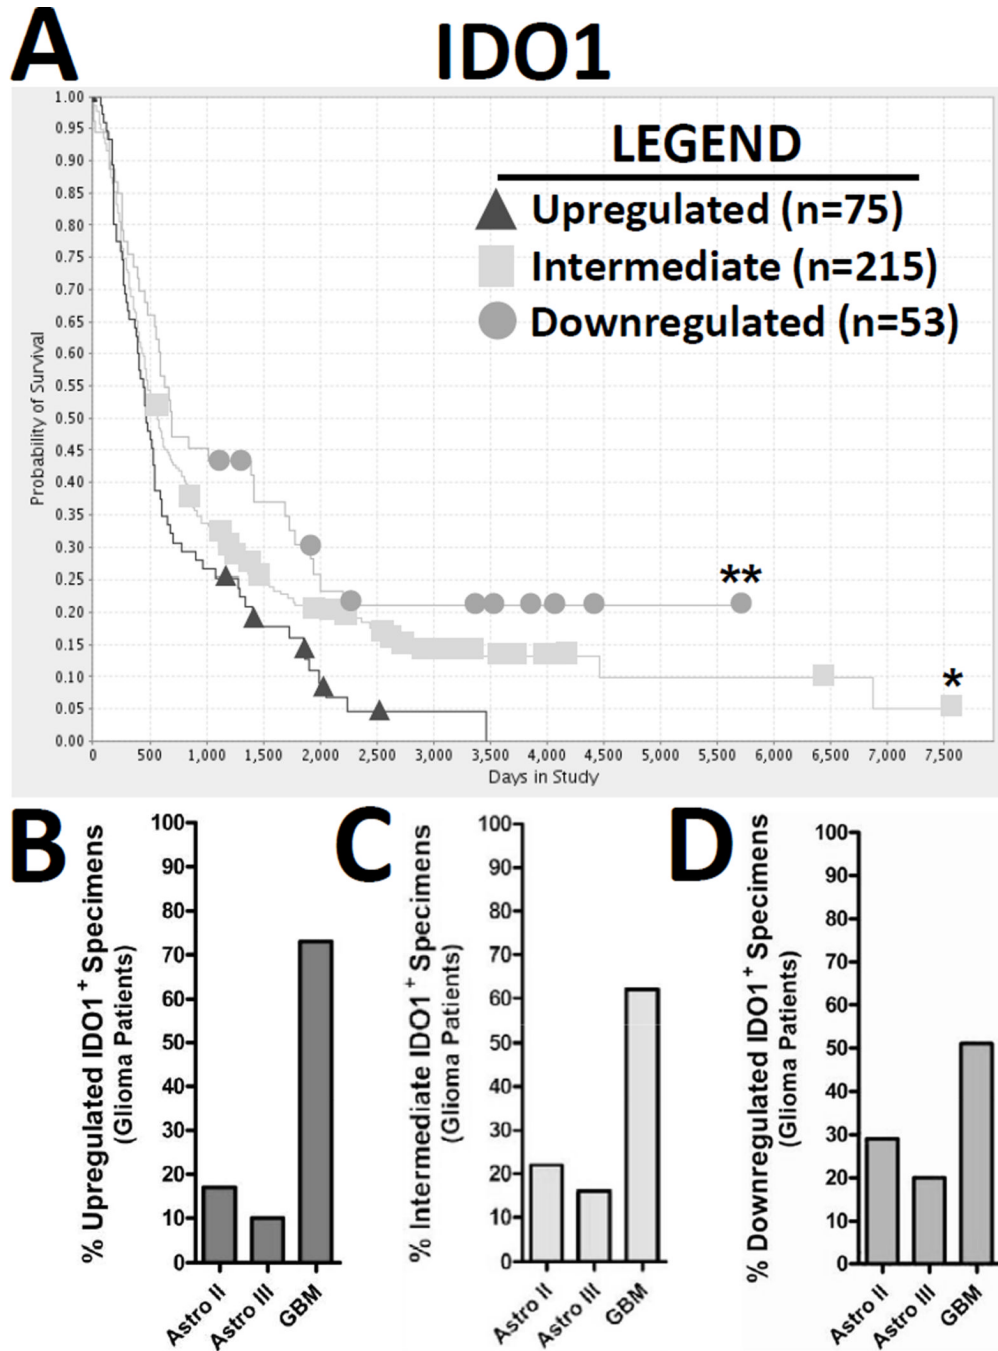 A
IDO1
1.00
0.95
0.90
0.85
0.80
0.75
0.70
0.65
0.60
0.55
0.50
0.45
0.40
0.35
0.30
0.25
0.20
0.15
0.10
0.05
0.00
Probability of Survival
LEGEND
Upregulated (n=75)
Intermediate (n=215)
Downregulated (n=53)
**
*
0 500 1,000 1,500 2,000 2,500 3,000 3,500 4,000 4,500 5,000 5,500 6,000 6,500 7,000 7,500
Days in Study
B
% Upregulated IDO1+ Specimens
(Glioma Patients)
100
90
80
70
60
50
40
30
20
10
0
Astro II
Astro III
GBM
C
% Intermediate IDO1+ Specimens
(Glioma Patients)
100
90
80
70
60
50
40
30
20
10
0
Astro II
Astro III
GBM
D
% Downregulated IDO1+ Specimens
(Glioma Patients)
100
90
80
70
60
50
40
30
20
10
0
Astro II
Astro III
GBM